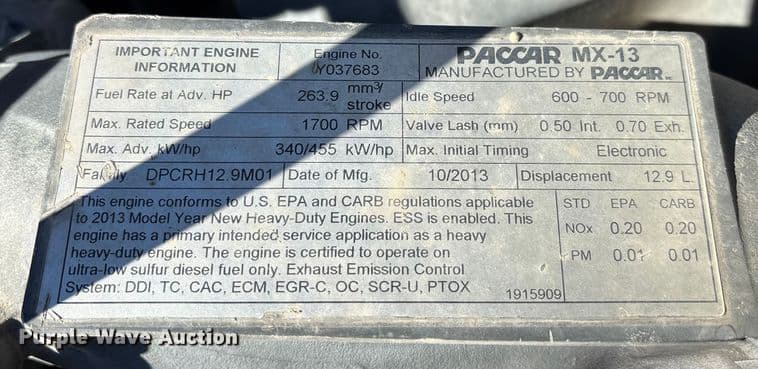 IMPORTANT ENGINE INFORMATION
Engine No. Y037683
PACCAR MX-13
MANUFACTURED BY PACCAR INC
Fuel Rate at Adv. HP 263.9 mm³/stroke
Idle Speed 600 - 700 RPM
Max. Rated Speed 1700 RPM
Valve Lash (mm) 0.50 Int. 0.70 Exh.
Max. Adv. kW/hp 340/455 kW/hp
Max. Initial Timing Electronic
Family DPCRH12.9M01
Date of Mfg. 10/2013
Displacement 12.9 L.
This engine conforms to U.S. EPA and CARB regulations applicable
to 2013 Model Year New Heavy-Duty Engines. ESS is enabled. This
engine has a primary intended service application as a heavy
heavy-duty engine. The engine is certified to operate on
ultra-low sulfur diesel fuel only. Exhaust Emission Control
System: DDI, TC, CAC, ECM, EGR-C, OC, SCR-U, PTOX
1915909
STD EPA CARB
NOx 0.20 0.20
PM 0.01 0.01
Purple Wave Auction